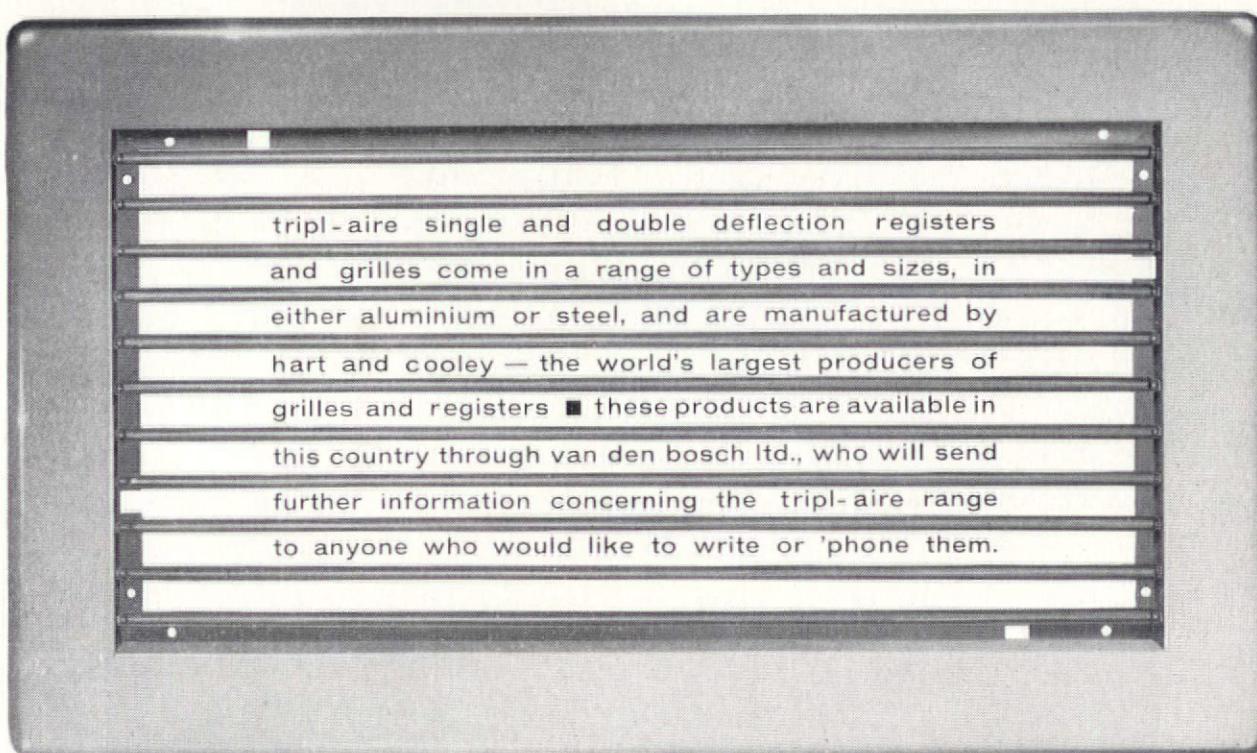 tripl-aire single and double deflection registers
and grilles come in a range of types and sizes, in
either aluminium or steel, and are manufactured by
hart and cooley — the world's largest producers of
grilles and registers ■ these products are available in
this country through van den bosch ltd., who will send
further information concerning the tripl-aire range
to anyone who would like to write or 'phone them.